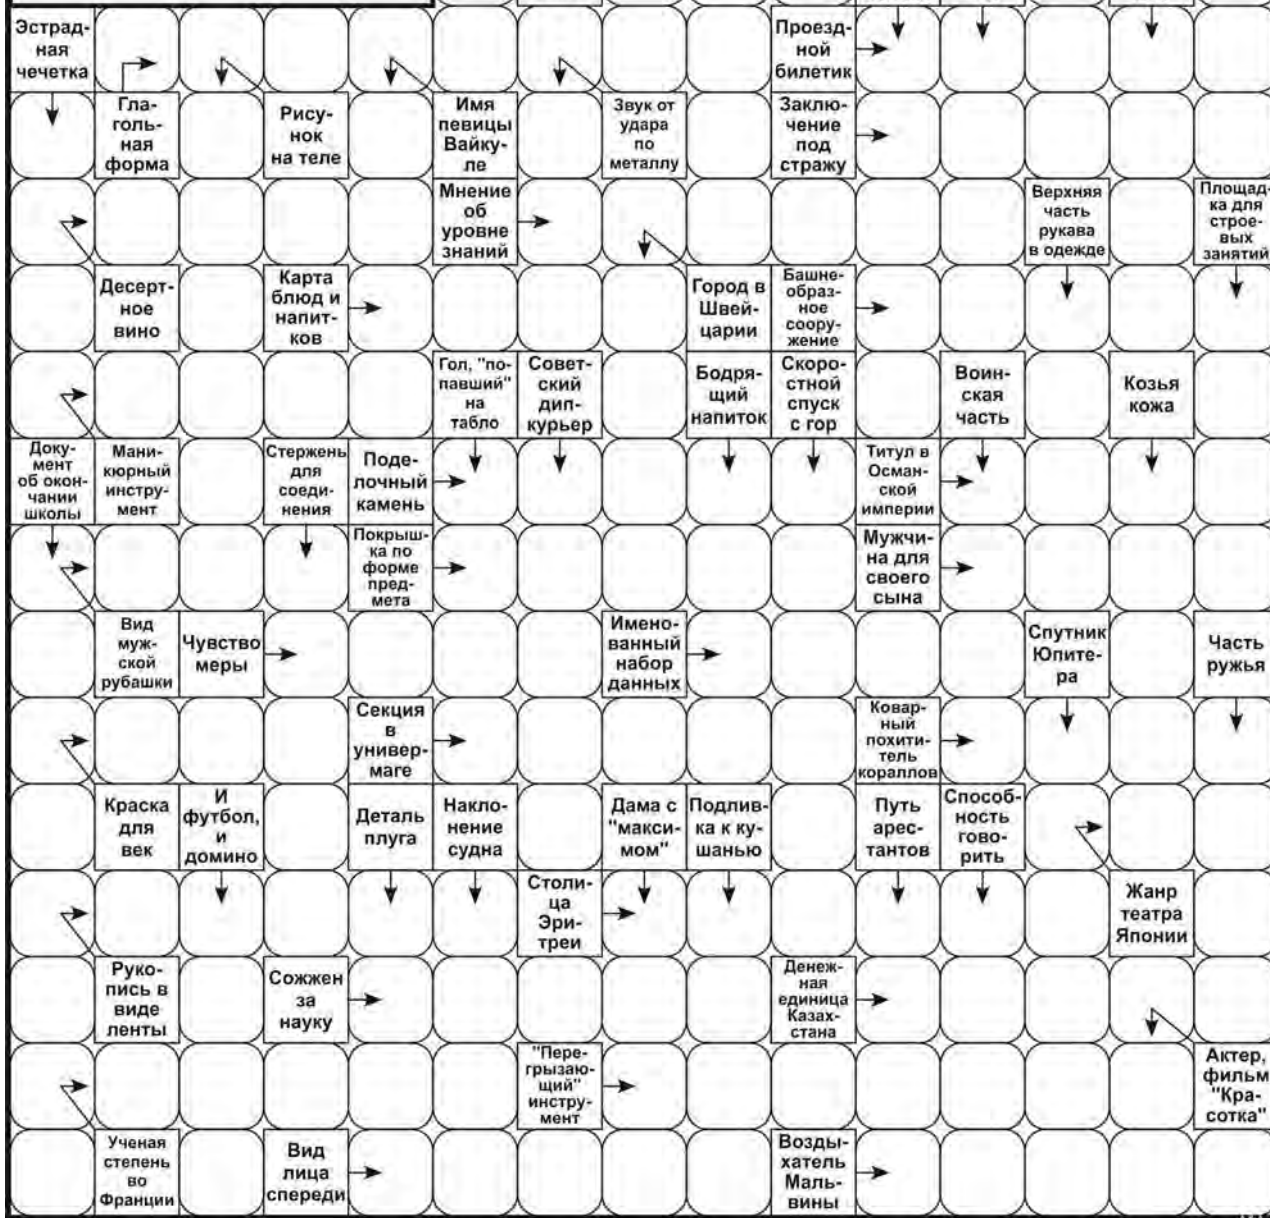 Эстрад-
ная
чечетка
Проезд-
ной
билетик
Гла-
голь-
ная
форма
Рису-
нок
на теле
Имя
певицы
Вайку-
ле
Звук от
удара
по
металлу
Заклю-
чение
под
стражу
Мнение
об
уровне
знаний
Верхняя
часть
рукава
в одежде
Площад-
ка для
строе-
вых
занятий
Десерт-
ное
вино
Карта
блюд и
напит-
ков
Город в
Швей-
царии
Башне-
образ-
ное
соору-
жение
Гол, "по-
павший"
на
табло
Совет-
ский
дип-
курьер
Бодря-
щий
напиток
Скоро-
стной
спуск
с гор
Воин-
ская
часть
Козья
кожа
Доку-
мент
об окон-
чании
школы
Мани-
кюрный
инстру-
мент
Стержень
для
соеди-
нения
Поде-
лочный
камень
Титул в
Осман-
ской
империи
Покрыш-
ка по
форме
пред-
мета
Мужчи-
на для
своего
сына
Вид
муж-
ской
рубашки
Чувство
меры
Имено-
ванный
набор
данных
Спутник
Юпите-
ра
Часть
ружья
Секция
в
универ-
маге
Ковар-
ный
похити-
тель
кораллов
Краска
для
век
И
футбол,
и
домино
Деталь
плуга
Накло-
нение
судна
Дама с
"макси-
мом"
Подлив-
ка к ку-
шанью
Путь
арес-
тантов
Способ-
ность
гово-
рить
Столи-
ца
Эри-
треи
Жанр
театра
Японии
Руко-
пись в
виде
ленты
Сожжен
за
науку
Денеж-
ная
единица
Казах-
стана
"Пере-
грызаю-
щий"
инстру-
мент
Актер,
фильм
"Кра-
сотка"
Ученая
степень
во
Франции
Вид
лица
спереди
Возды-
хатель
Маль-
вины